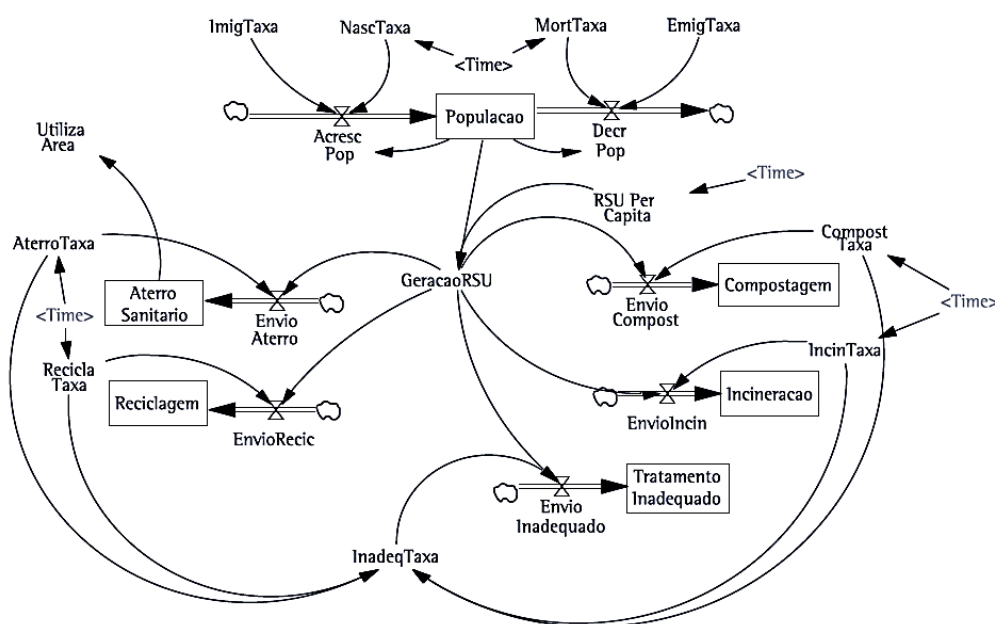 ImigTaxa
NascTaxa
MortTaxa
EmigTaxa
<Time>
Populacao
Acresc
Pop
Decr
Pop
Utiliza
Area
RSU Per
Capita
<Time>
AterroTaxa
Compost
Taxa
GeracaoRSU
Aterro
Sanitario
Envio
Aterro
Envio
Compost
Compostagem
<Time>
<Time>
Recicla
Taxa
IncinTaxa
Reciclagem
EnvioRecic
EnvioIncin
Incineracao
Envio
Inadequado
Tratamento
Inadequado
InadeqTaxa